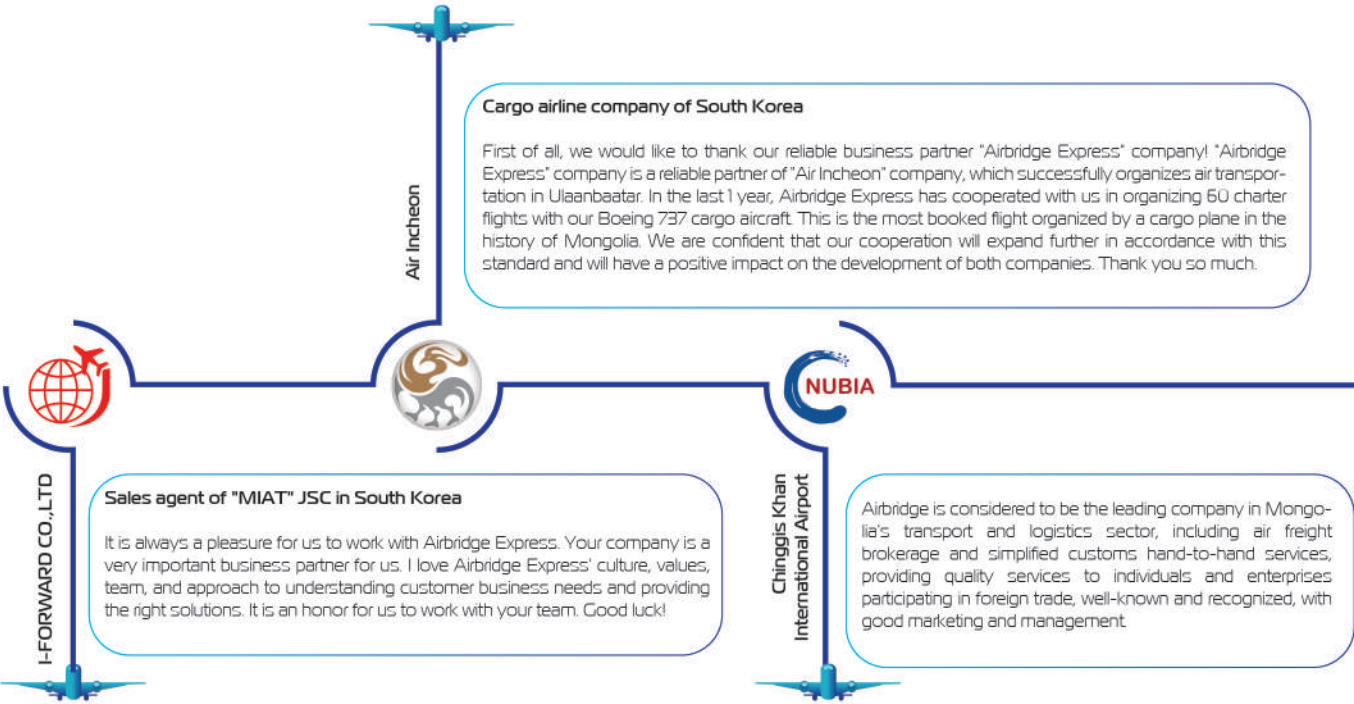 Air Incheon
Cargo airline company of South Korea
First of all, we would like to thank our reliable business partner "Airbridge Express" company! "Airbridge
Express" company is a reliable partner of "Air Incheon" company, which successfully organizes air transpor-
tation in Ulaanbaatar. In the last 1 year, Airbridge Express has cooperated with us in organizing 60 charter
flights with our Boeing 737 cargo aircraft. This is the most booked flight organized by a cargo plane in the
history of Mongolia. We are confident that our cooperation will expand further in accordance with this
standard and will have a positive impact on the development of both companies. Thank you so much.
NUBIA
I-FORWARD CO.,LTD
Sales agent of "MIAT" JSC in South Korea
It is always a pleasure for us to work with Airbridge Express. Your company is a
very important business partner for us. I love Airbridge Express' culture, values,
team, and approach to understanding customer business needs and providing
the right solutions. It is an honor for us to work with your team. Good luck!
Chinggis Khan
International Airport
Airbridge is considered to be the leading company in Mongo-
lia's transport and logistics sector, including air freight
brokerage and simplified customs hand-to-hand services,
providing quality services to individuals and enterprises
participating in foreign trade, well-known and recognized, with
good marketing and management.